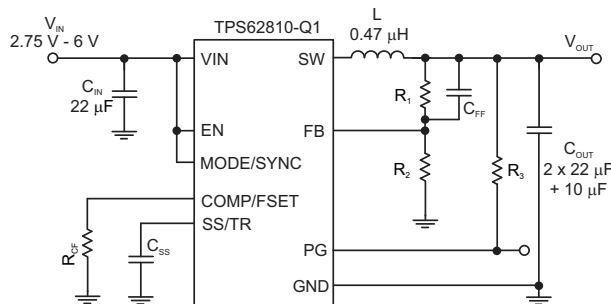 TPS62810-Q1
V_IN
2.75 V - 6 V
VIN
SW
L
0.47 μH
V_OUT
C_IN
22 μF
EN
FB
R_1
C_FF
MODE/SYNC
R_2
R_3
C_OUT
2 x 22 μF
+ 10 μF
COMP/FSET
SS/TR
R_CF
C_SS
PG
GND